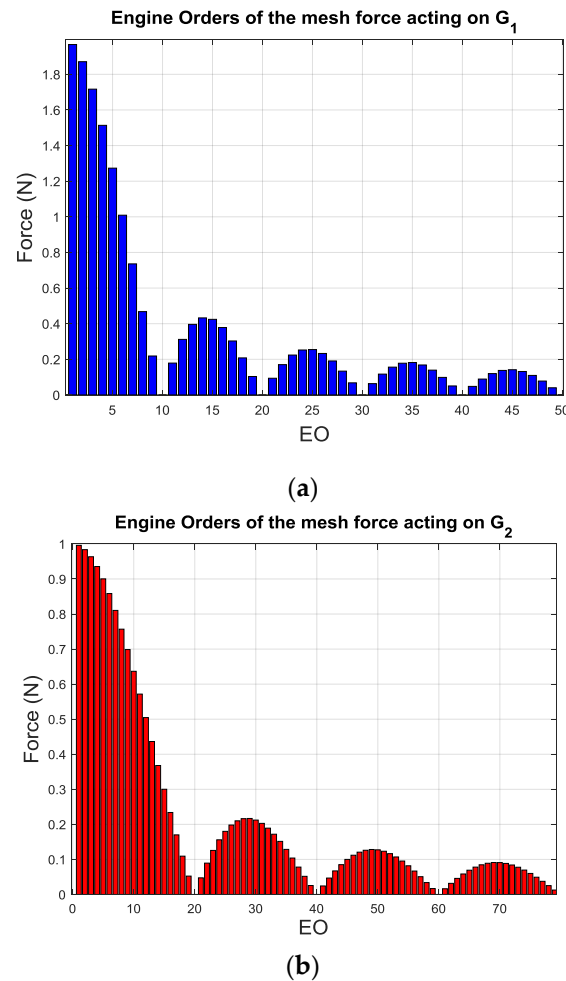 Engine Orders of the mesh force acting on G1
1.8
1.6
1.4
1.2
1
0.8
0.6
0.4
0.2
0
Force (N)
5 10 15 20 25 30 35 40 45 50
EO
(a)
Engine Orders of the mesh force acting on G2
1
0.9
0.8
0.7
0.6
0.5
0.4
0.3
0.2
0.1
0
Force (N)
0 10 20 30 40 50 60 70
EO
(b)